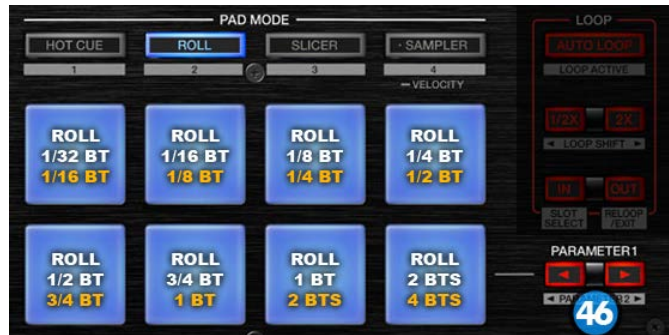 PAD MODE
HOT CUE ROLL SLICER · SAMPLER
1 2 3 4
– VELOCITY
ROLL ROLL ROLL ROLL
1/32 BT 1/16 BT 1/8 BT 1/4 BT
1/16 BT 1/8 BT 1/4 BT 1/2 BT
ROLL ROLL ROLL ROLL
1/2 BT 3/4 BT 1 BT 2 BTS
3/4 BT 1 BT 2 BTS 4 BTS
LOOP
AUTO LOOP
LOOP ACTIVE
1/2X 2X
◄ LOOP SHIFT ►
IN OUT
SLOT RELOOP
SELECT /EXIT
PARAMETER1
◄ ►
46